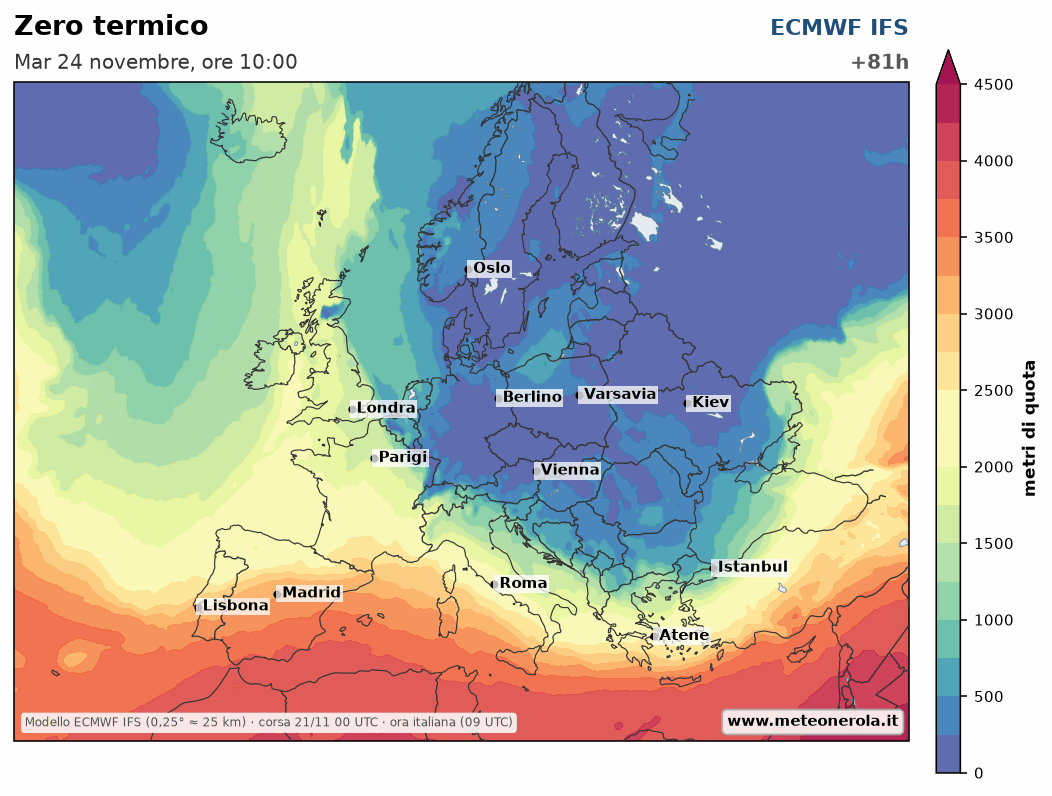 Zero termico
ECMWF IFS
Mar 24 novembre, ore 10:00
+81h
4500
4000
3500
3000
2500
2000
1500
1000
500
0
metri di quota
Oslo
Berlino
Varsavia
Kiev
Londra
Parigi
Vienna
Istanbul
Roma
Madrid
Lisbona
Atene
Modello ECMWF IFS (0,25° ≈ 25 km) · corsa 21/11 00 UTC · ora italiana (09 UTC)
www.meteonerola.it